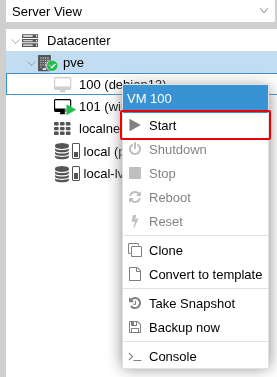 Server View
Datacenter
pve
100 (debian12)
VM 100
101 (wi
Start
localne
Shutdown
local (p
Stop
local-lv
Reboot
Reset
Clone
Convert to template
Take Snapshot
Backup now
Console